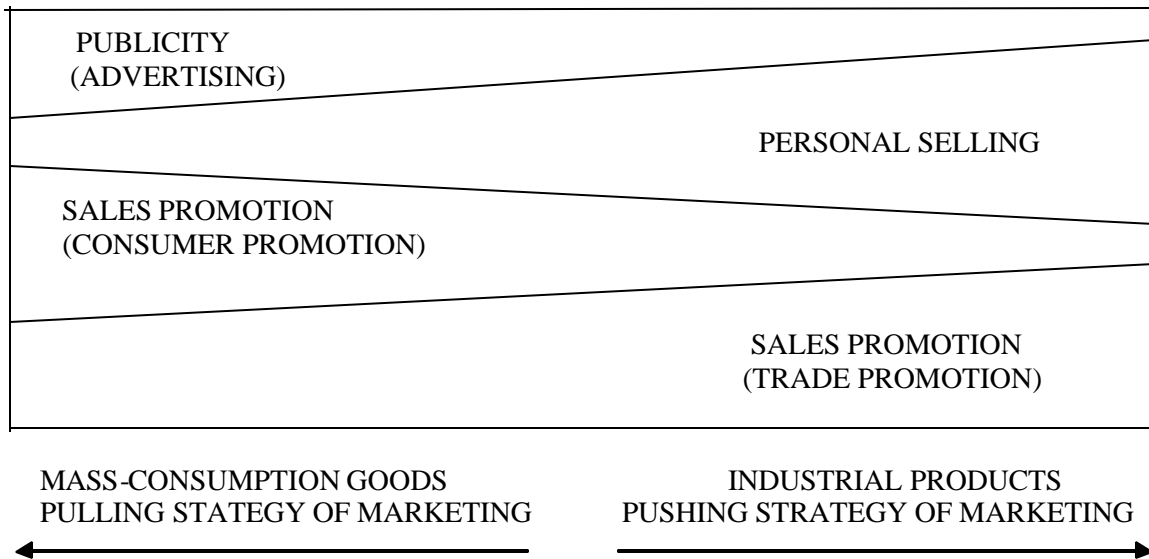 PUBLICITY
(ADVERTISING)
PERSONAL SELLING
SALES PROMOTION
(CONSUMER PROMOTION)
SALES PROMOTION
(TRADE PROMOTION)
MASS-CONSUMPTION GOODS
PULLING STATEGY OF MARKETING
INDUSTRIAL PRODUCTS
PUSHING STRATEGY OF MARKETING